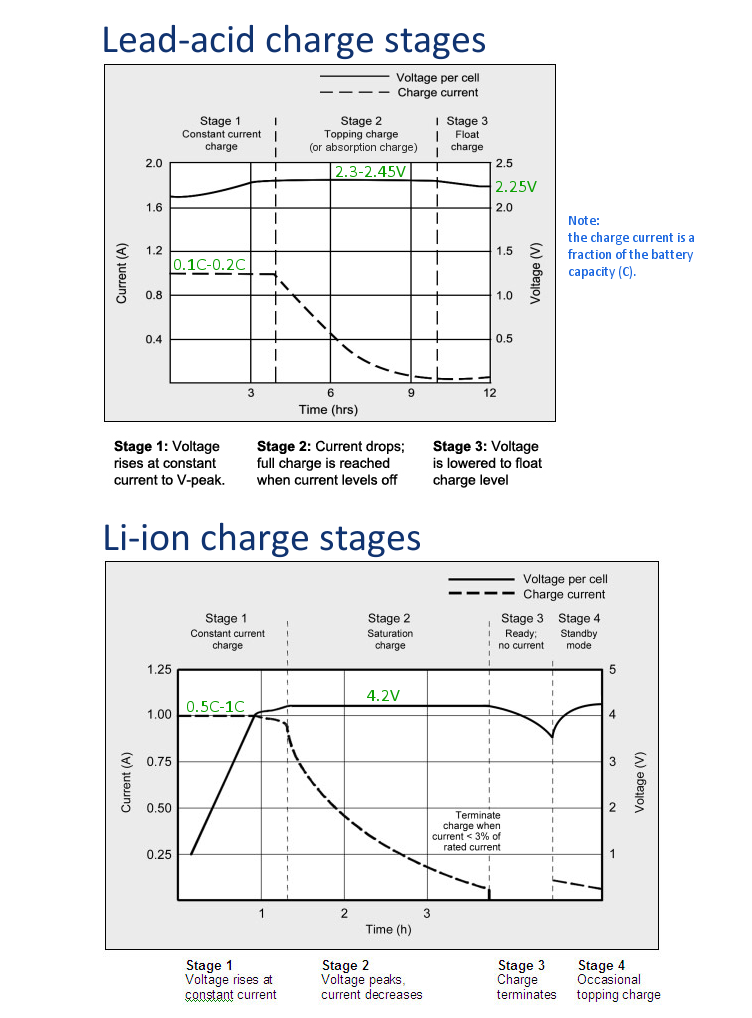 Lead-acid charge stages
Voltage per cell
Charge current
Stage 1
Constant current
charge
Stage 2
Topping charge
(or absorption charge)
Stage 3
Float
charge
2.0
1.6
1.2
0.8
0.4
Current (A)
2.3-2.45V
2.25V
0.1C-0.2C
2.5
2.0
1.5
1.0
0.5
Voltage (V)
3
6
9
12
Time (hrs)
Note:
the charge current is a
fraction of the battery
capacity (C).
Stage 1: Voltage
rises at constant
current to V-peak.
Stage 2: Current drops;
full charge is reached
when current levels off
Stage 3: Voltage
is lowered to float
charge level
Li-ion charge stages
Voltage per cell
Charge current
Stage 1
Constant current
charge
Stage 2
Saturation
charge
Stage 3
Ready;
no current
Stage 4
Standby
mode
1.25
1.00
0.75
0.50
0.25
Current (A)
0.5C-1C
4.2V
5
4
3
2
1
Voltage (V)
Terminate
charge when
current < 3% of
rated current
1
2
3
Time (h)
Stage 1
Voltage rises at
constant current
Stage 2
Voltage peaks,
current decreases
Stage 3
Charge
terminates
Stage 4
Occasional
topping charge